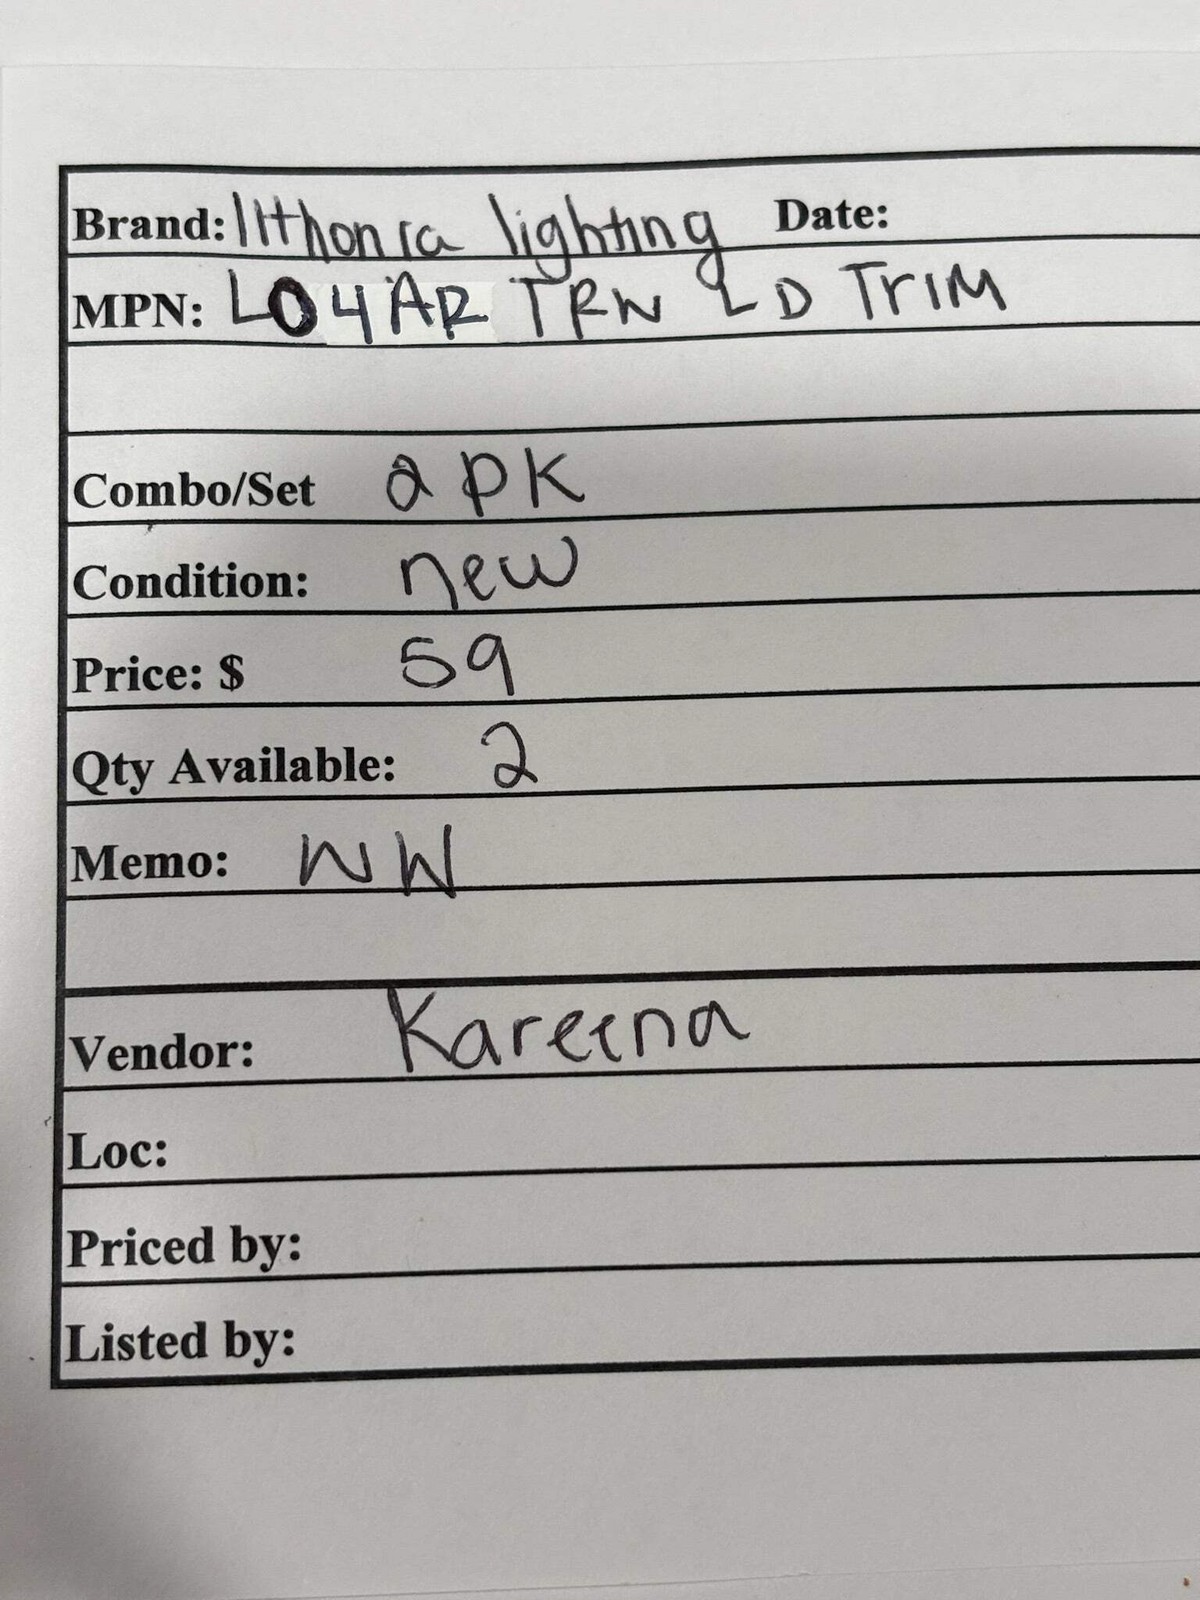 Brand: lithonia lighting Date:
MPN: LO4AR TRW LD TRIM
Combo/Set 2 PK
Condition: new
Price: $ 59
Qty Available: 2
Memo: WW
Vendor: Kareena
Loc:
Priced by:
Listed by: